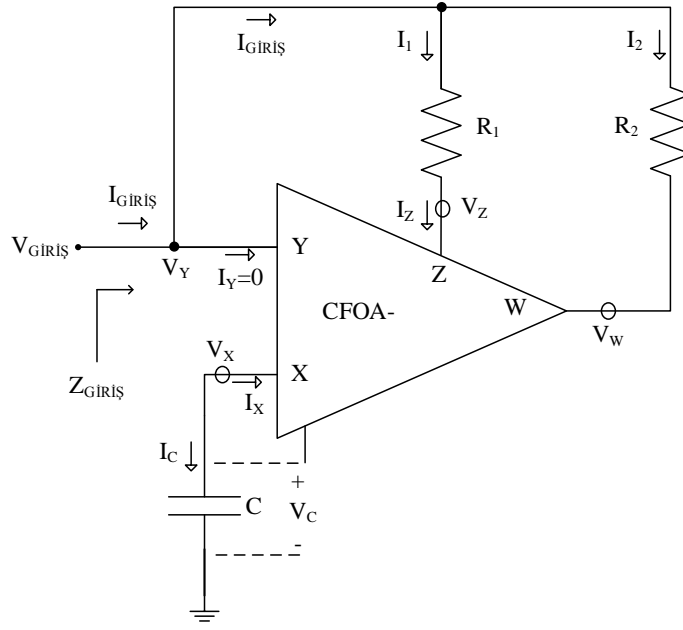 I_GİRİŞ
I_1
I_2
R_1
R_2
I_GİRİŞ
I_Z
V_Z
V_GİRİŞ
V_Y
I_Y=0
Y
Z
W
CFOA-
V_W
Z_GİRİŞ
V_X
X
I_X
I_C
C
+
V_C
-